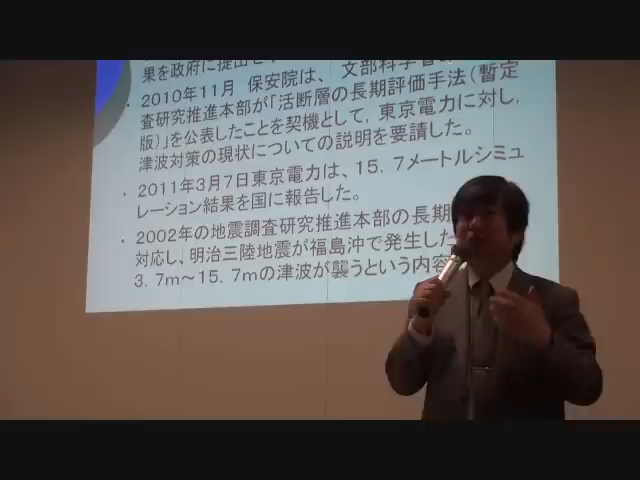 果を政府に提出
・2010年11月 保安院は、文部科学省
査研究推進本部が「活断層の長期評価手法（暫定
版）」を公表したことを契機として，東京電力に対し，
津波対策の現状についての説明を要請した。
・2011年3月7日東京電力は、15．7メートルシミュ
レーション結果を国に報告した。
・2002年の地震調査研究推進本部の長期
対応し、明治三陸地震が福島沖で発生した
3．7m～15．7mの津波が襲うという内容